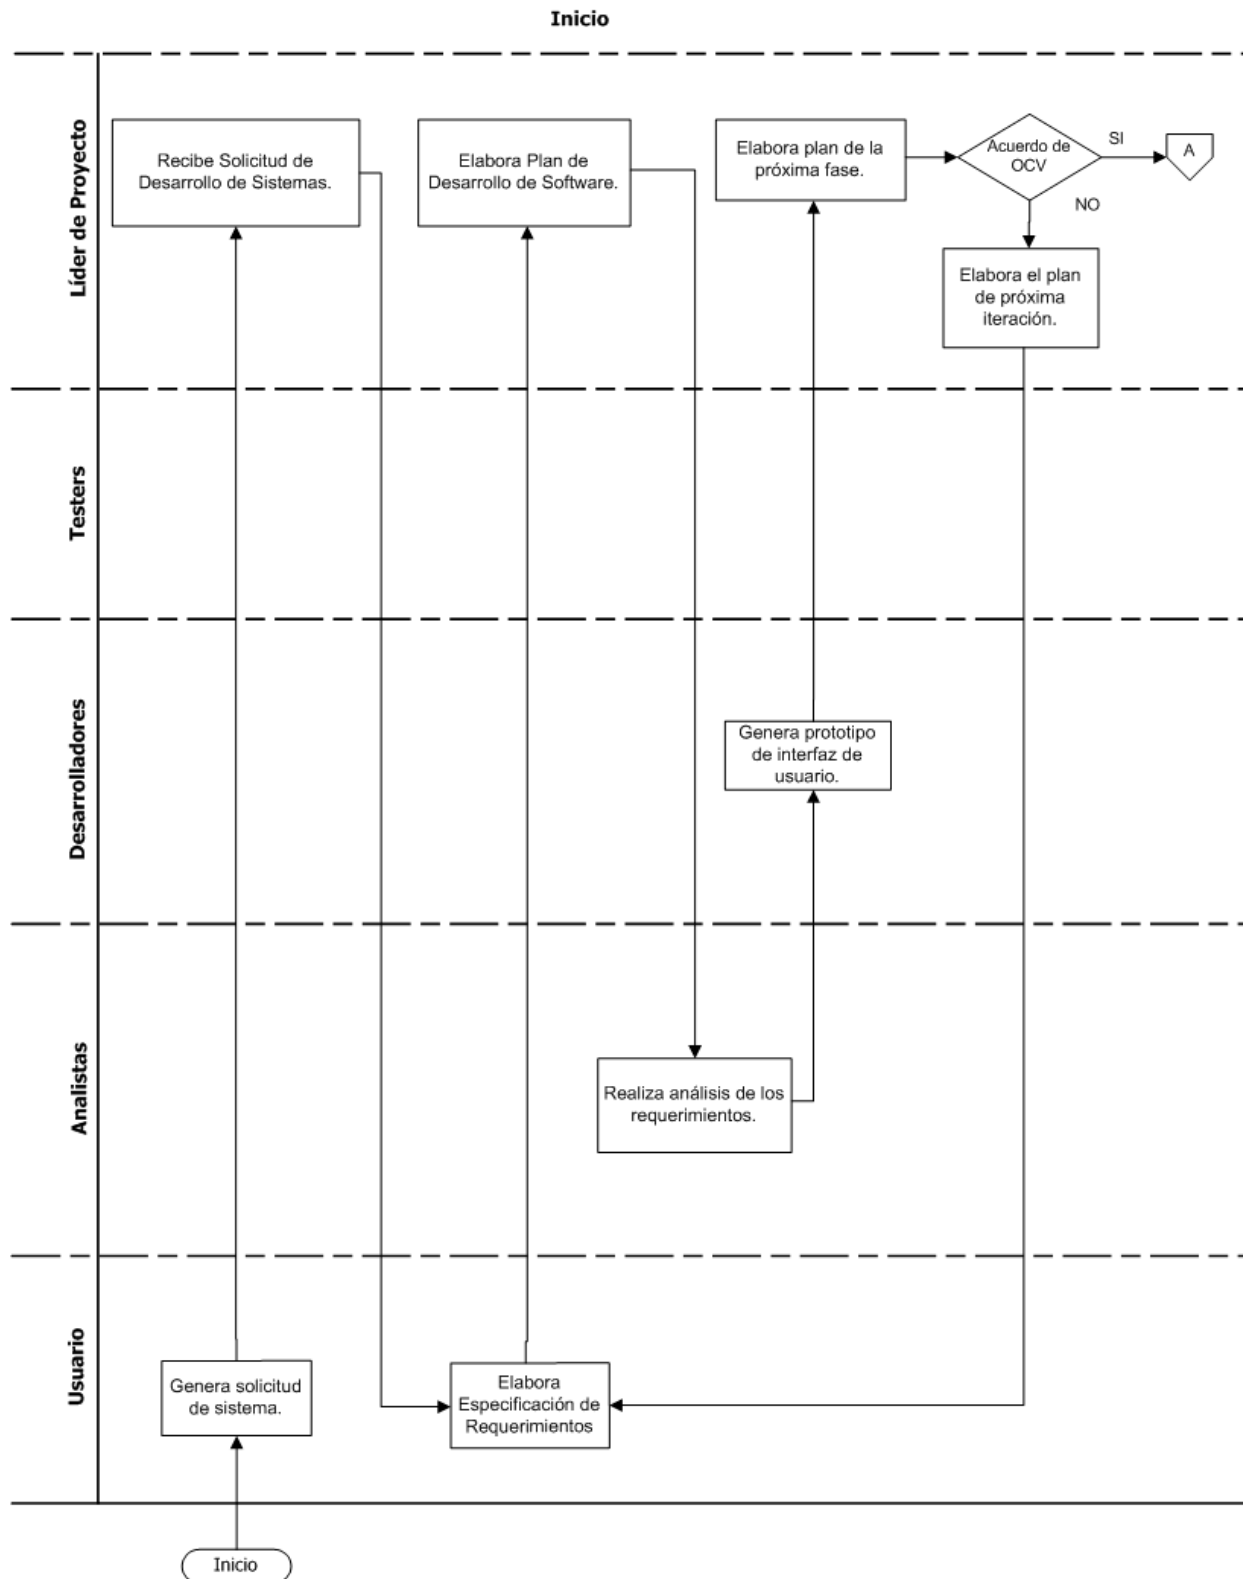 Inicio
Líder de Proyecto
Recibe Solicitud de
Desarrollo de Sistemas.
Elabora Plan de
Desarrollo de Software.
Elabora plan de la
próxima fase.
Acuerdo de
OCV
SI
A
NO
Elabora el plan
de próxima
iteración.
Testers
Desarrolladores
Genera prototipo
de interfaz de
usuario.
Analistas
Realiza análisis de los
requerimientos.
Usuario
Genera solicitud
de sistema.
Elabora
Especificación de
Requerimientos
Inicio